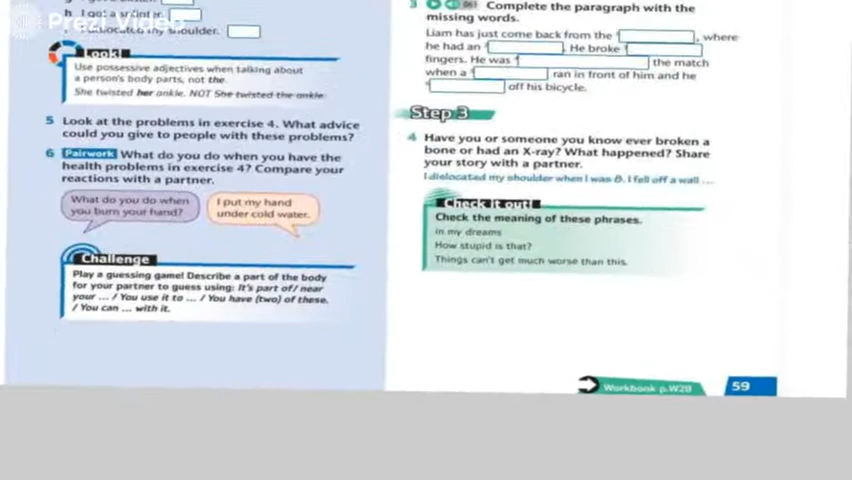 Prezi Video
h I got a splinter.
dislocated my shoulder.
Look!
Use possessive adjectives when talking about
a person's body parts, not the.
She twisted her ankle. NOT She twisted the ankle
5 Look at the problems in exercise 4. What advice
could you give to people with these problems?
6 Pairwork What do you do when you have the
health problems in exercise 4? Compare your
reactions with a partner.
What do you do when
you burn your hand?
I put my hand
under cold water.
Challenge
Play a guessing game! Describe a part of the body
for your partner to guess using: It's part of / near
your ... / You use it to ... / You have (two) of these.
/ You can ... with it.
3 Complete the paragraph with the
missing words.
Liam has just come back from the , where
he had an . He broke
fingers. He was the match
when a ran in front of him and he
off his bicycle.
Step 3
4 Have you or someone you know ever broken a
bone or had an X-ray? What happened? Share
your story with a partner.
I dislocated my shoulder when I was 8. I fell off a wall ...
Check it out!
Check the meaning of these phrases.
In my dreams
How stupid is that?
Things can't get much worse than this.
Workbook p.W28
59